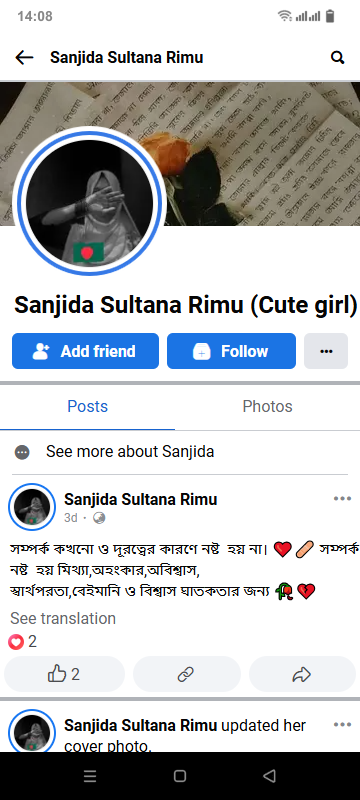 14:08
Sanjida Sultana Rimu
Sanjida Sultana Rimu (Cute girl)
Add friend
Follow
Posts
Photos
See more about Sanjida
Sanjida Sultana Rimu
3d
সম্পর্ক কখনো ও দূরত্বের কারণে নষ্ট হয় না। ❤️🩹 সম্পর্ক
নষ্ট হয় মিথ্যা,অহংকার,অবিশ্বাস,
স্বার্থপরতা,বেইমানি ও বিশ্বাস ঘাতকতার জন্য 🥀💔
See translation
2
2
Sanjida Sultana Rimu updated her
cover photo.